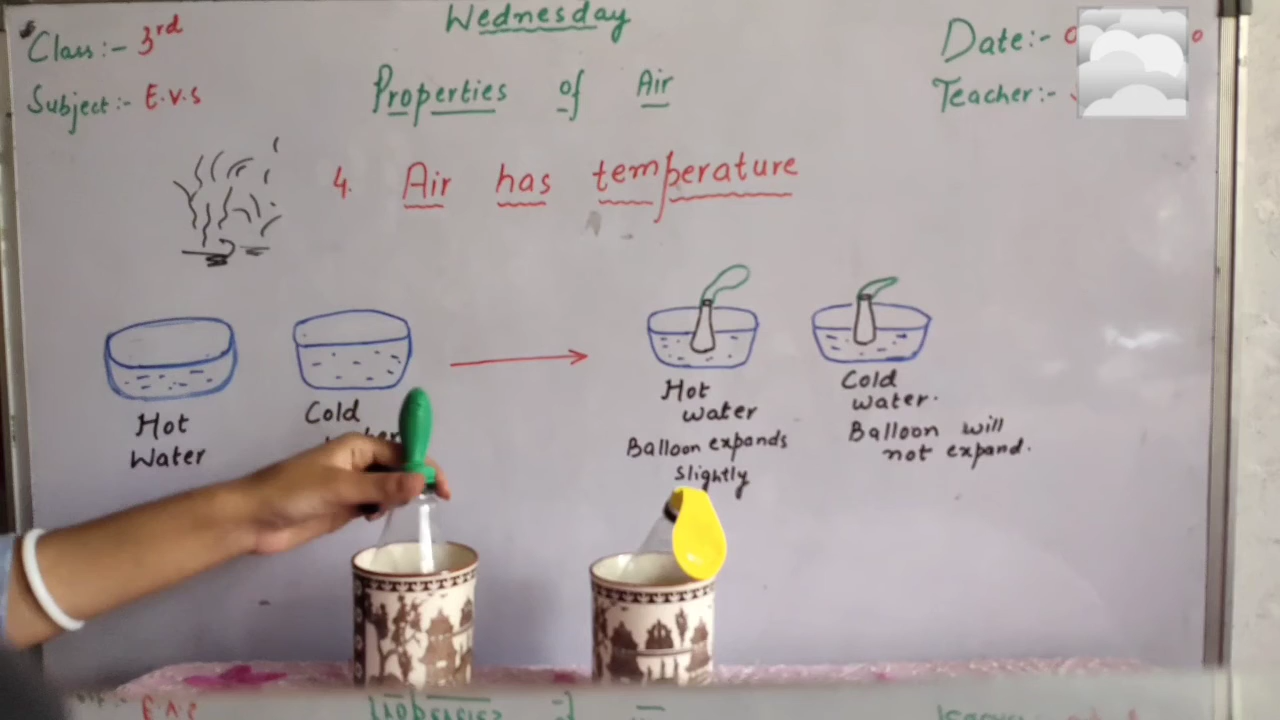 Wednesday
Class:- 3rd
Date:-
Subject:- E.v.s
Properties of Air
Teacher:-
4. Air has temperature
Hot
Water
Cold
Hot
water
Balloon expands
slightly
Cold
water.
Balloon will
not expand.